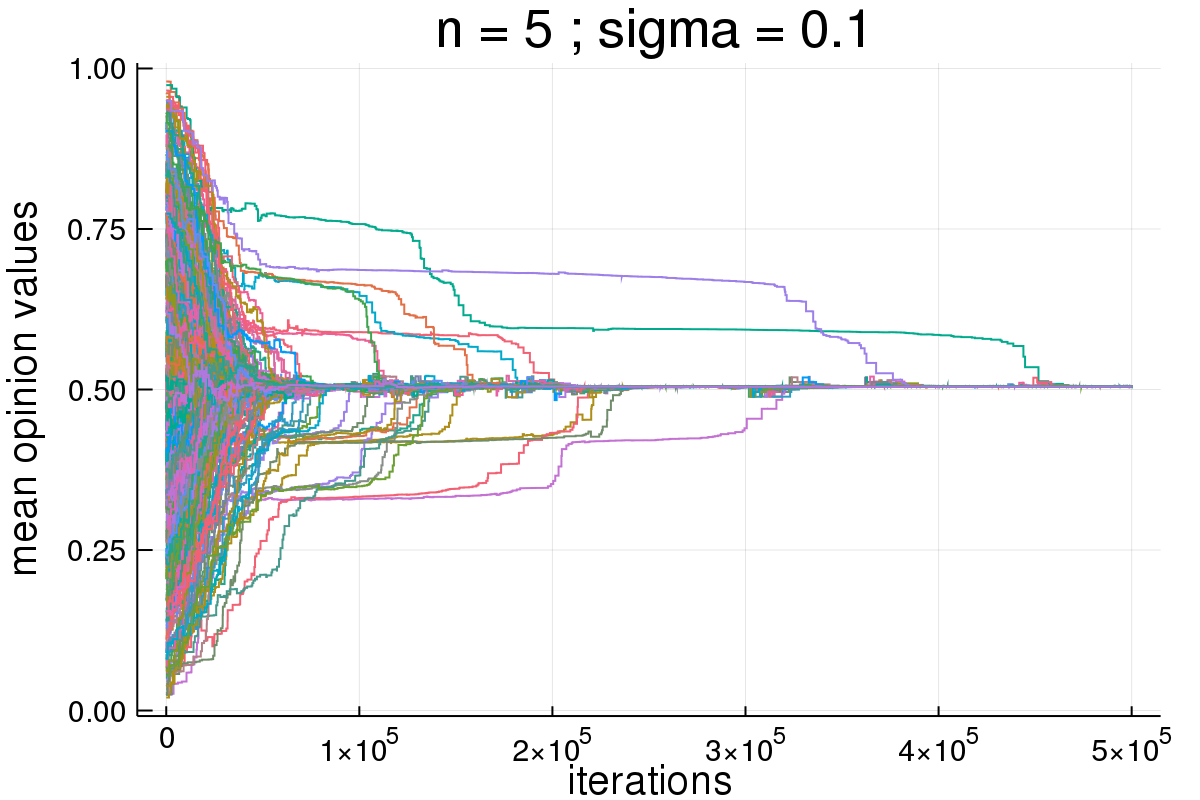 n = 5 ; sigma = 0.1
mean opinion values
1.00
0.75
0.50
0.25
0.00
0 1×10⁵ 2×10⁵ 3×10⁵ 4×10⁵ 5×10⁵
iterations